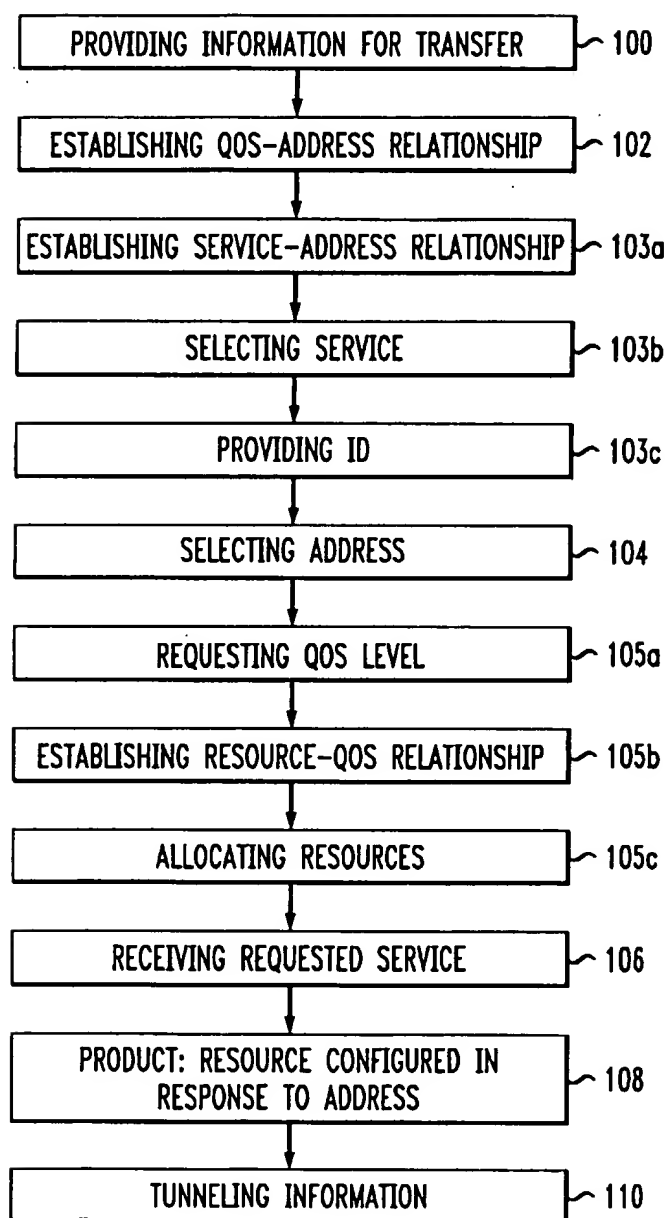 PROVIDING INFORMATION FOR TRANSFER 100
ESTABLISHING QOS-ADDRESS RELATIONSHIP 102
ESTABLISHING SERVICE-ADDRESS RELATIONSHIP 103a
SELECTING SERVICE 103b
PROVIDING ID 103c
SELECTING ADDRESS 104
REQUESTING QOS LEVEL 105a
ESTABLISHING RESOURCE-QOS RELATIONSHIP 105b
ALLOCATING RESOURCES 105c
RECEIVING REQUESTED SERVICE 106
PRODUCT: RESOURCE CONFIGURED IN
RESPONSE TO ADDRESS 108
TUNNELING INFORMATION 110